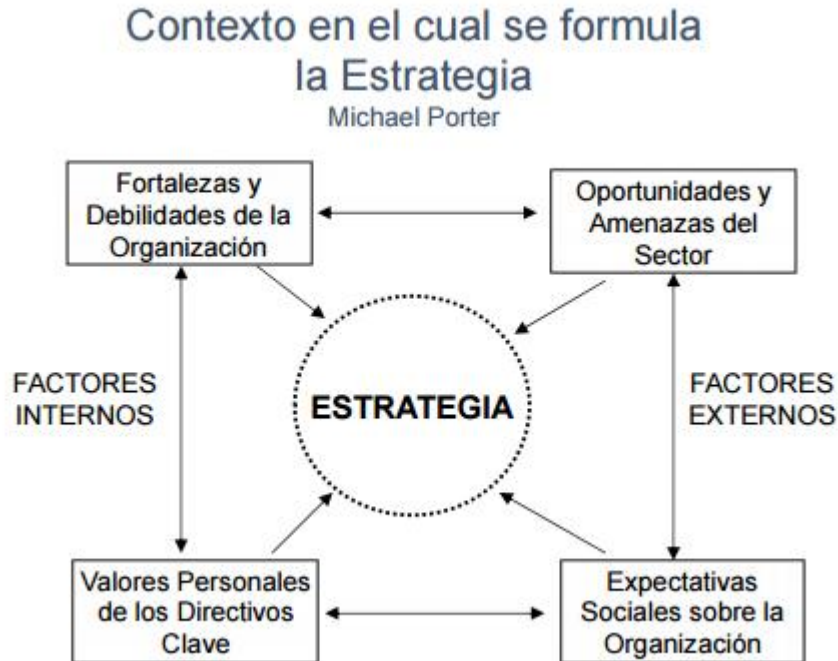 Contexto en el cual se formula
la Estrategia
Michael Porter
Fortalezas y
Debilidades de la
Organización
Oportunidades y
Amenazas del
Sector
FACTORES
INTERNOS
ESTRATEGIA
FACTORES
EXTERNOS
Valores Personales
de los Directivos
Clave
Expectativas
Sociales sobre la
Organización